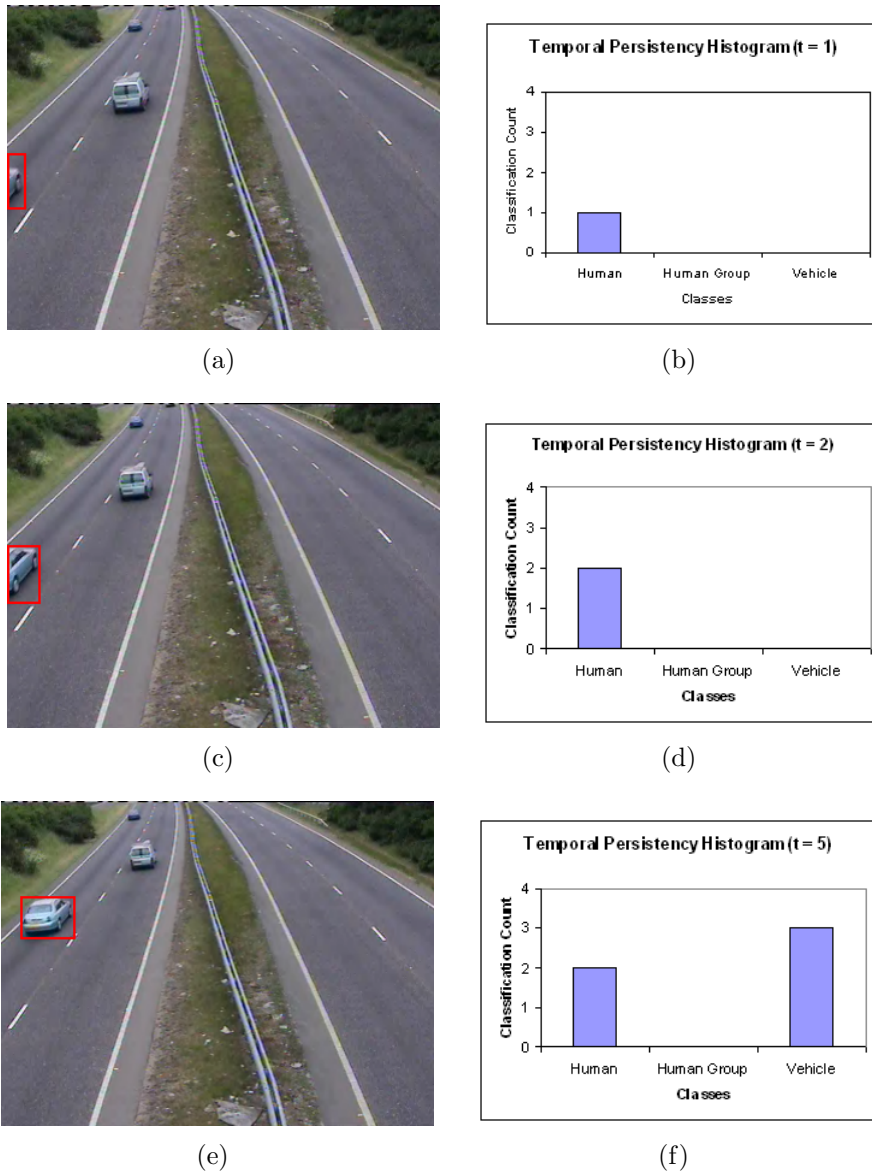 Temporal Persistency Histogram (t = 1)
4
3
2
1
0
Classification Count
Human Human Group Vehicle
Classes
(a) (b)
Temporal Persistency Histogram (t = 2)
4
3
2
1
0
Classification Count
Human Human Group Vehicle
Classes
(c) (d)
Temporal Persistency Histogram (t = 5)
4
3
2
1
0
Classification Count
Human Human Group Vehicle
Classes
(e) (f)